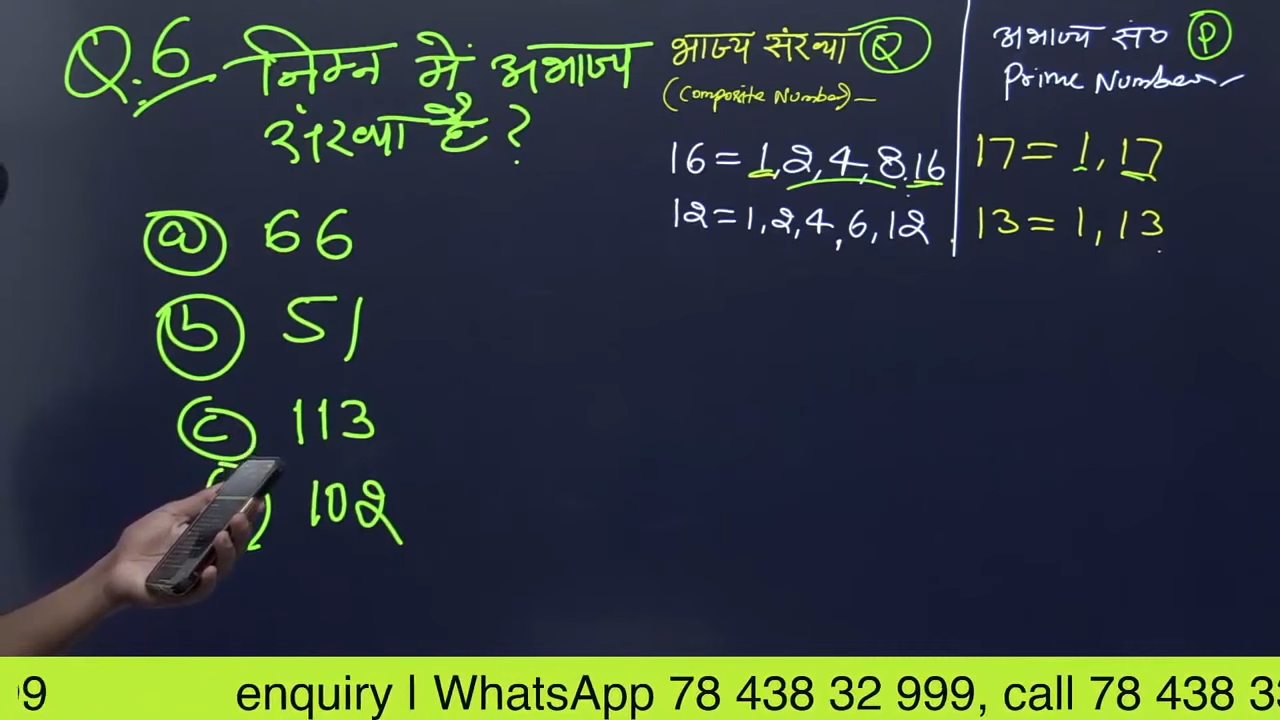 Q.6 निम्न में अभाज्य
संख्या है ?
(a) 66
(b) 51
(c) 113
102
भाज्य संख्या (Q)
(Composite Number) –
16 = 1, 2, 4, 8, 16
12 = 1, 2, 4, 6, 12
अभाज्य सं० (P)
Prime Number
17 = 1, 17
13 = 1, 13
99 enquiry I WhatsApp 78 438 32 999, call 78 438 3